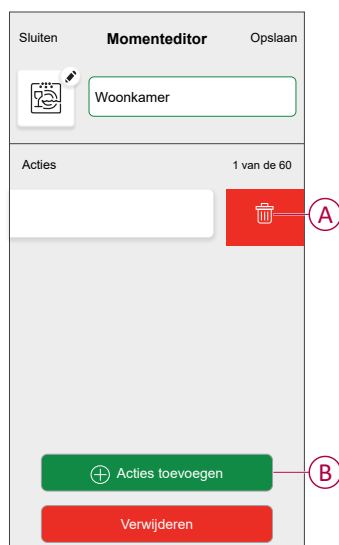 Sluiten Momenteditor Opslaan
Woonkamer
Acties 1 van de 60
A
Acties toevoegen B
Verwijderen